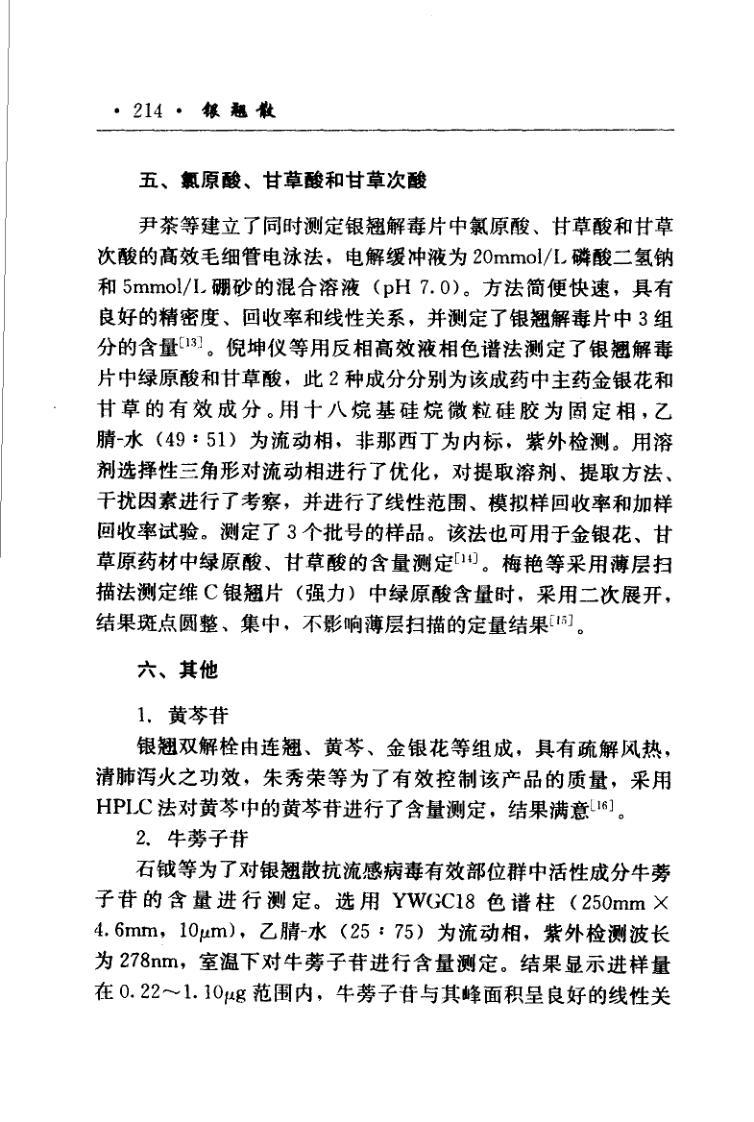 · 214 · 银翘散
五、氯原酸、甘草酸和甘草次酸
尹茶等建立了同时测定银翘解毒片中氯原酸、甘草酸和甘草
次酸的高效毛细管电泳法，电解缓冲液为 20mmol/L 磷酸二氢钠
和 5mmol/L 硼砂的混合溶液（pH 7.0）。方法简便快速，具有
良好的精密度、回收率和线性关系，并测定了银翘解毒片中 3 组
分的含量[13]。倪坤仪等用反相高效液相色谱法测定了银翘解毒
片中绿原酸和甘草酸，此 2 种成分分别为该成药中主药金银花和
甘草的有效成分。用十八烷基硅烷微粒硅胶为固定相，乙
腈-水（49∶51）为流动相，非那西丁为内标，紫外检测。用溶
剂选择性三角形对流动相进行了优化，对提取溶剂、提取方法、
干扰因素进行了考察，并进行了线性范围、模拟样回收率和加样
回收率试验。测定了 3 个批号的样品。该法也可用于金银花、甘
草原药材中绿原酸、甘草酸的含量测定[14]。梅艳等采用薄层扫
描法测定维 C 银翘片（强力）中绿原酸含量时，采用二次展开，
结果斑点圆整、集中，不影响薄层扫描的定量结果[15]。
六、其他
1. 黄芩苷
银翘双解栓由连翘、黄芩、金银花等组成，具有疏解风热，
清肺泻火之功效，朱秀荣等为了有效控制该产品的质量，采用
HPLC 法对黄芩中的黄芩苷进行了含量测定，结果满意[16]。
2. 牛蒡子苷
石钺等为了对银翘散抗流感病毒有效部位群中活性成分牛蒡
子苷的含量进行测定。选用 YWGC18 色谱柱（250mm ×
4.6mm，10μm），乙腈-水（25∶75）为流动相，紫外检测波长
为 278nm，室温下对牛蒡子苷进行含量测定。结果显示进样量
在 0.22～1.10μg 范围内，牛蒡子苷与其峰面积呈良好的线性关